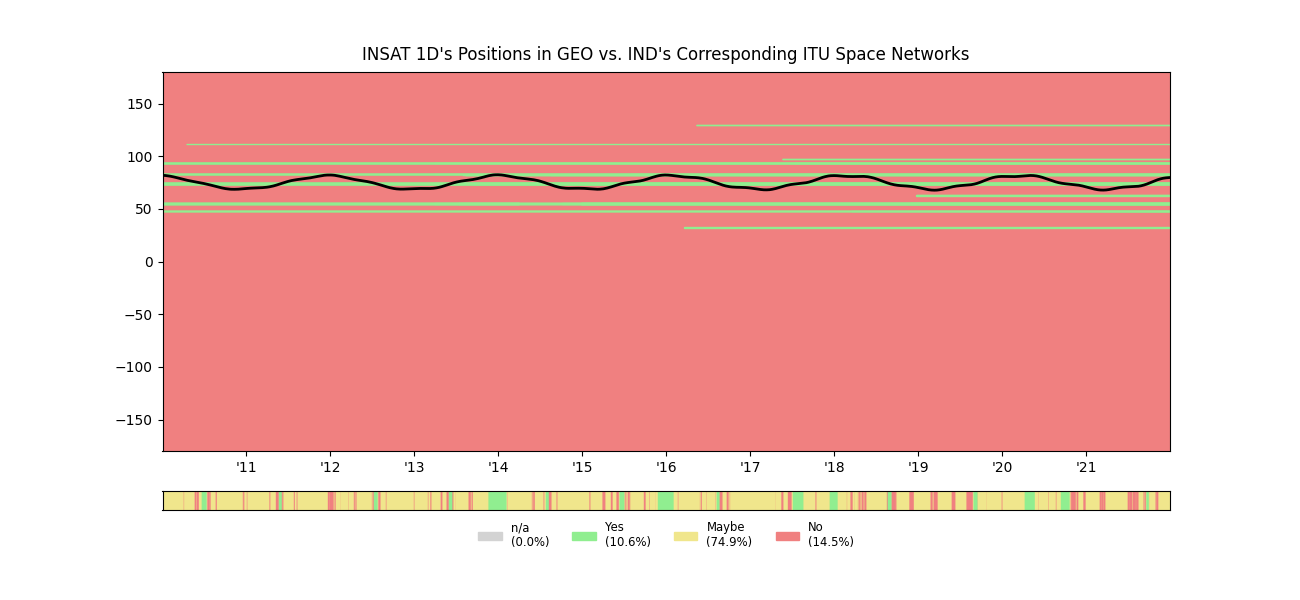 INSAT 1D's Positions in GEO vs. IND's Corresponding ITU Space Networks
150
100
50
0
−50
−100
−150
'11 '12 '13 '14 '15 '16 '17 '18 '19 '20 '21
n/a Yes Maybe No
(0.0%) (10.6%) (74.9%) (14.5%)